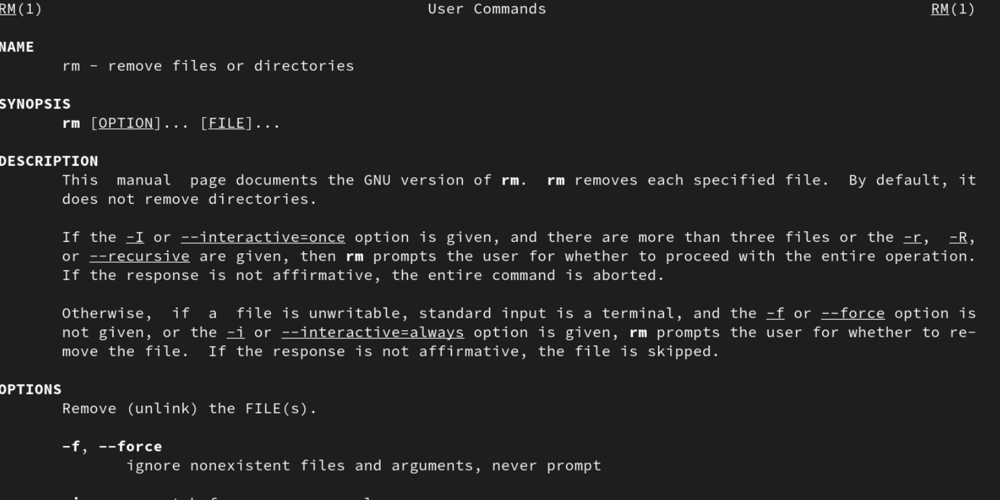 RM(1) User Commands RM(1)
NAME
rm - remove files or directories
SYNOPSIS
rm [OPTION]... [FILE]...
DESCRIPTION
This manual page documents the GNU version of rm. rm removes each specified file. By default, it
does not remove directories.
If the -I or --interactive=once option is given, and there are more than three files or the -r, -R,
or --recursive are given, then rm prompts the user for whether to proceed with the entire operation.
If the response is not affirmative, the entire command is aborted.
Otherwise, if a file is unwritable, standard input is a terminal, and the -f or --force option is
not given, or the -i or --interactive=always option is given, rm prompts the user for whether to re-
move the file. If the response is not affirmative, the file is skipped.
OPTIONS
Remove (unlink) the FILE(s).
-f, --force
ignore nonexistent files and arguments, never prompt